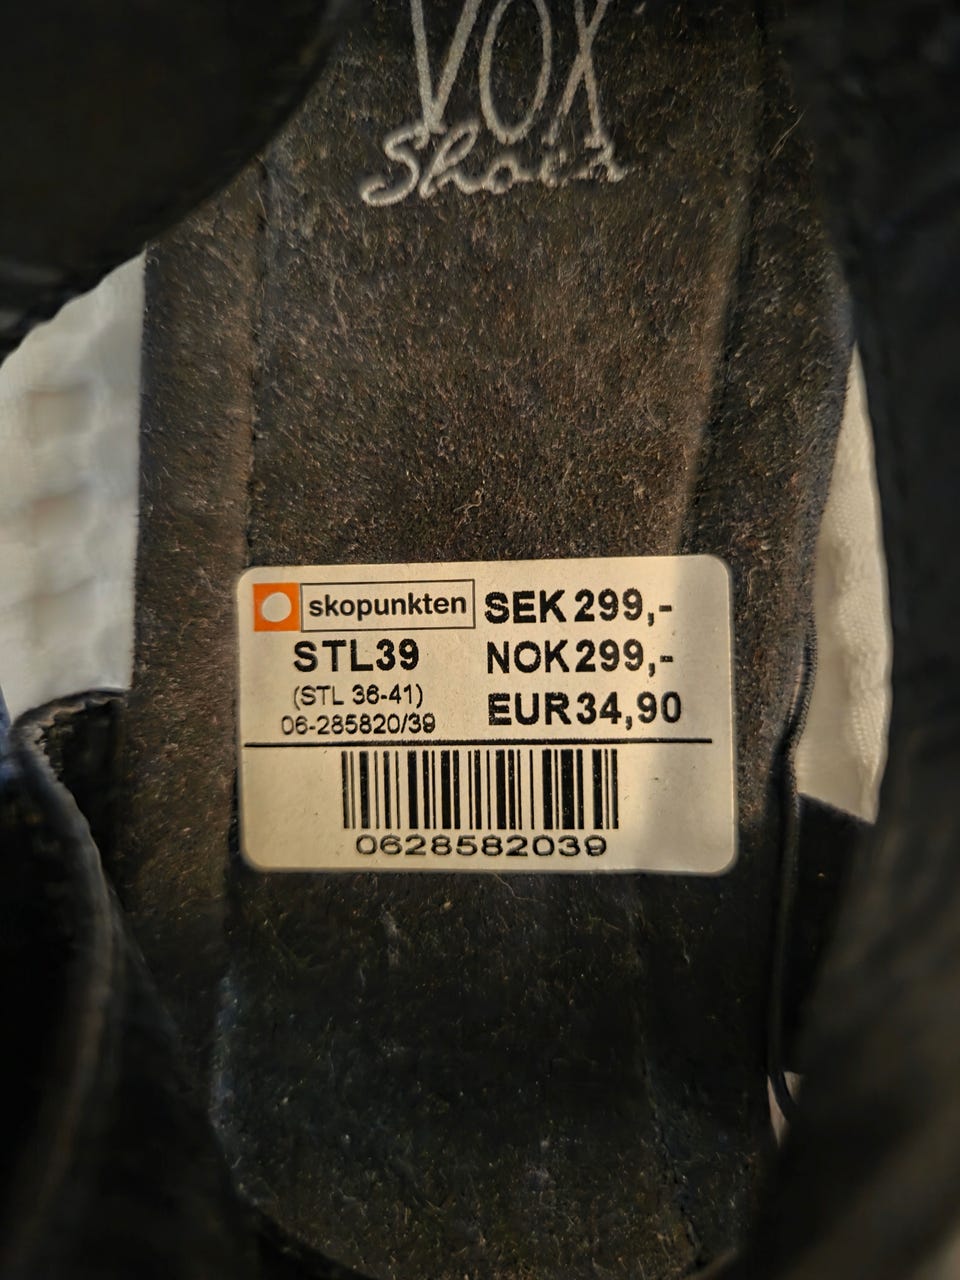 VOX
Shoes
skopunkten
SEK 299,-
STL39
NOK 299,-
(STL 36-41)
EUR 34,90
06-285820/39
0628582039